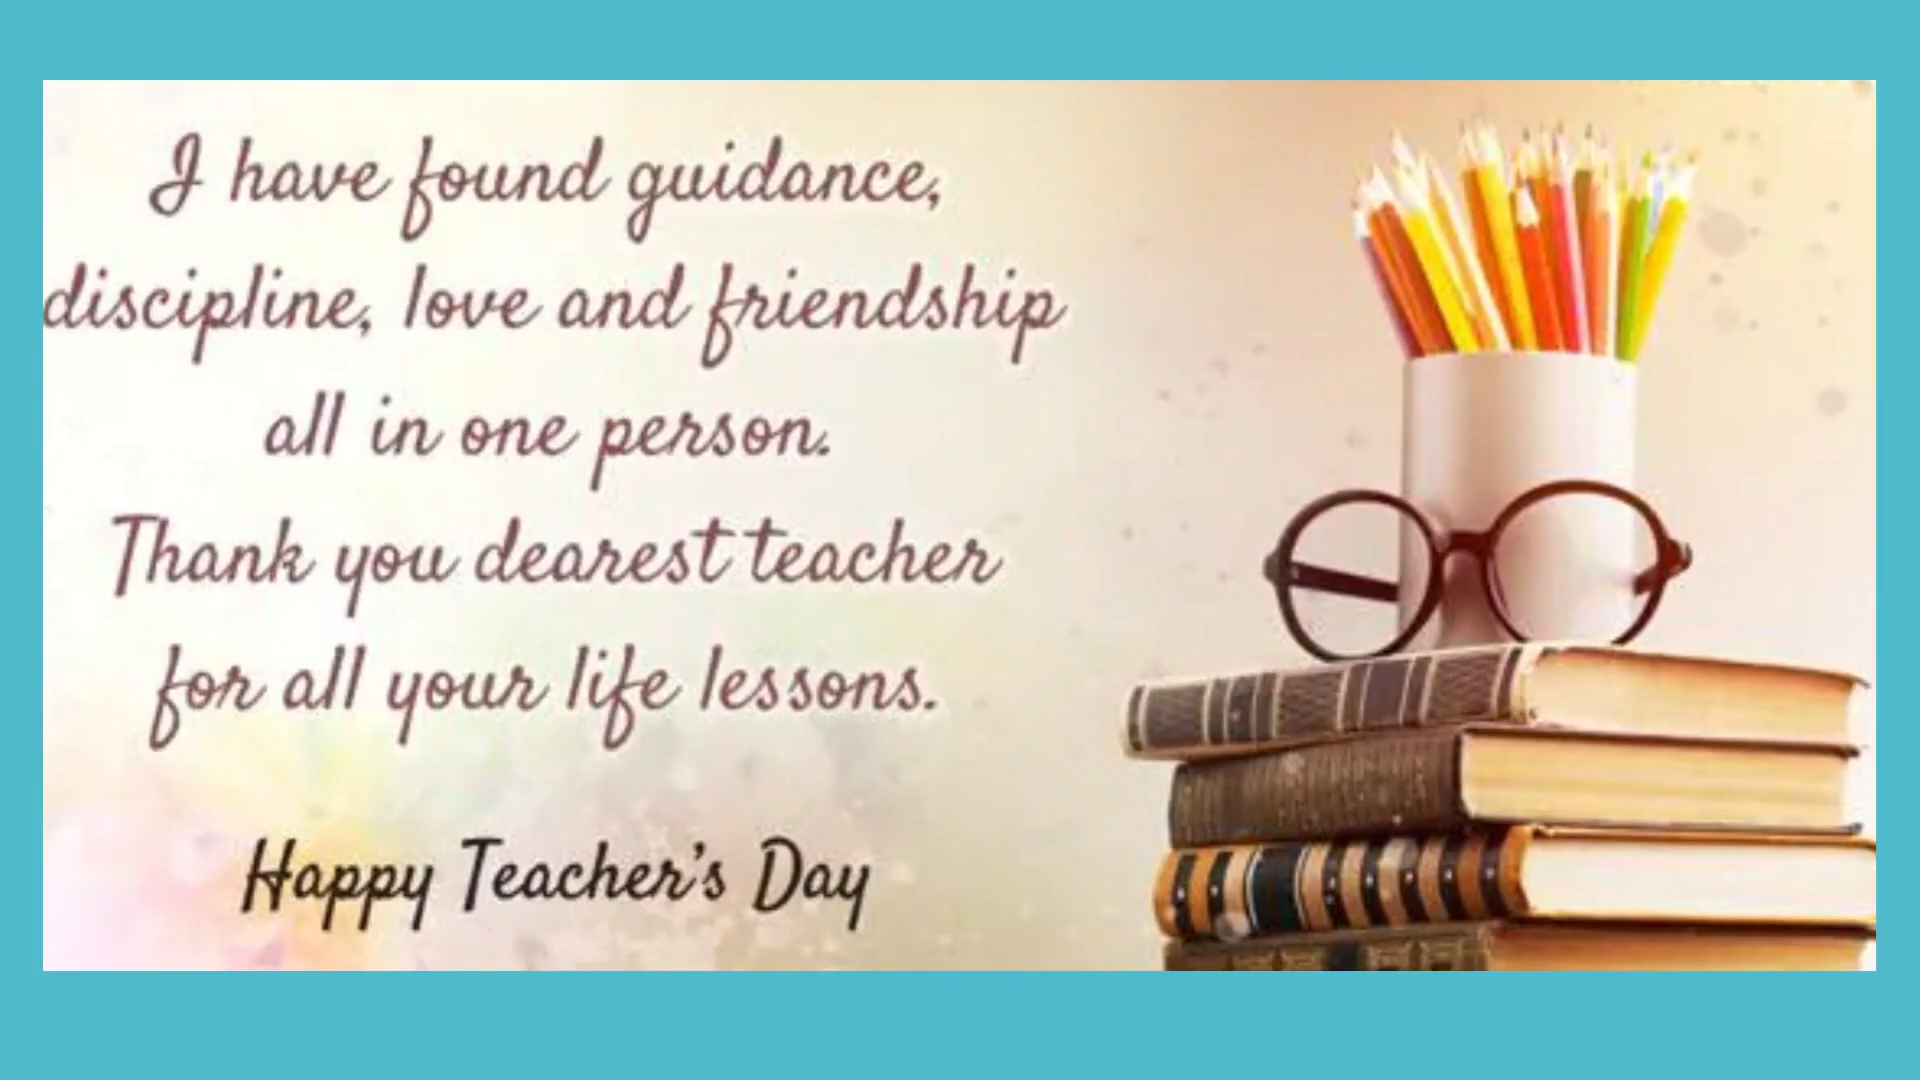 I have found guidance,
discipline, love and friendship
all in one person.
Thank you dearest teacher
for all your life lessons.
Happy Teacher's Day